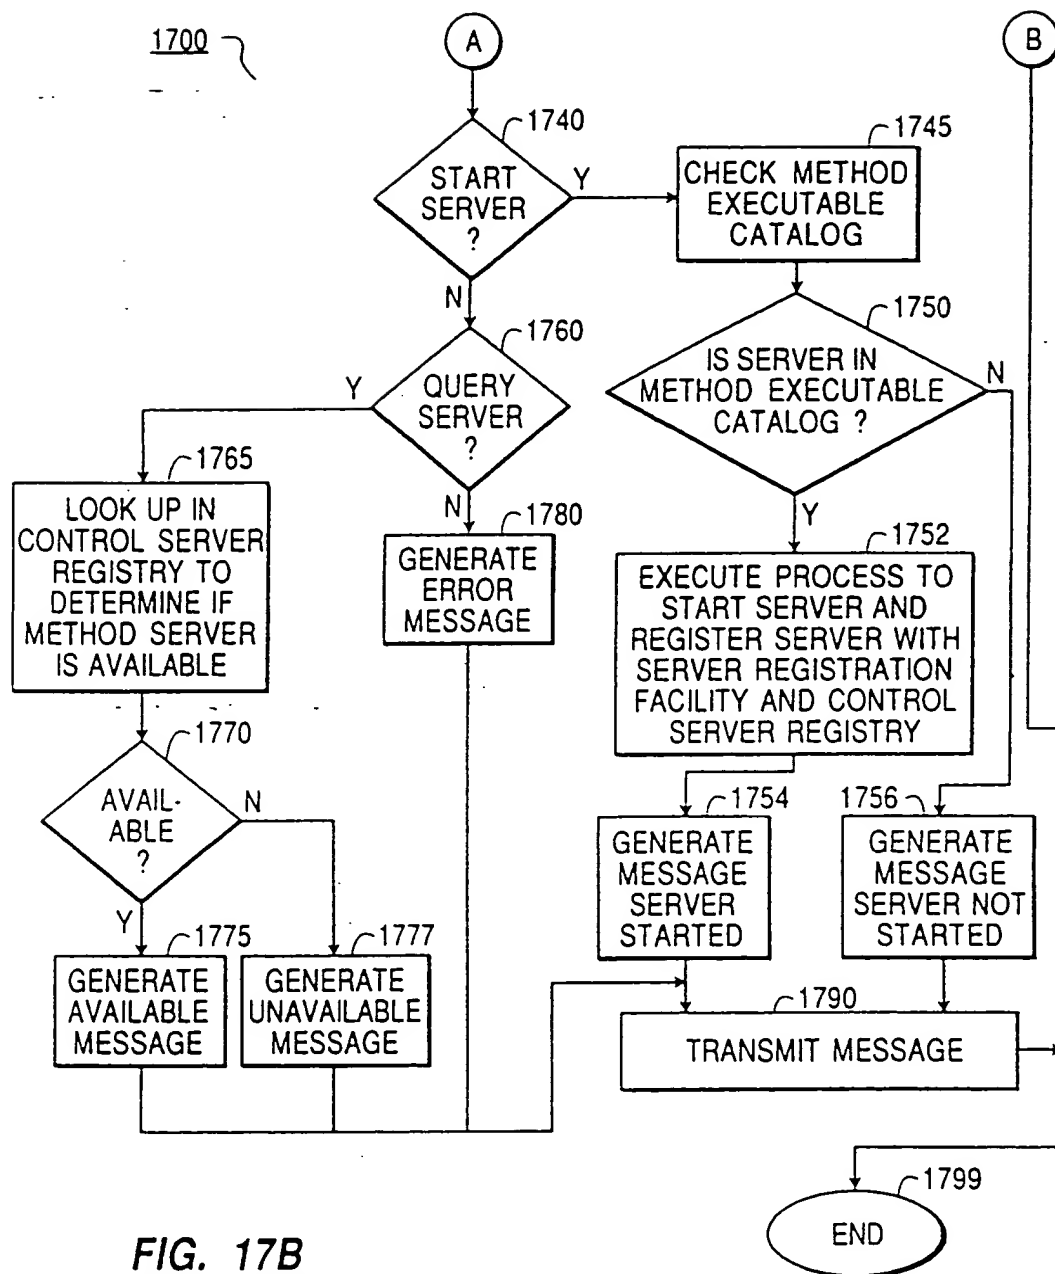 1700
A
B
1740
START
SERVER
?
Y
N
1745
CHECK METHOD
EXECUTABLE
CATALOG
1750
IS SERVER IN
METHOD EXECUTABLE
CATALOG ?
N
Y
1760
QUERY
SERVER
?
Y
N
1765
LOOK UP IN
CONTROL SERVER
REGISTRY TO
DETERMINE IF
METHOD SERVER
IS AVAILABLE
1780
GENERATE
ERROR
MESSAGE
1752
EXECUTE PROCESS TO
START SERVER AND
REGISTER SERVER WITH
SERVER REGISTRATION
FACILITY AND CONTROL
SERVER REGISTRY
1770
AVAIL-
ABLE
?
N
Y
1754
GENERATE
MESSAGE
SERVER
STARTED
1756
GENERATE
MESSAGE
SERVER NOT
STARTED
1775
GENERATE
AVAILABLE
MESSAGE
1777
GENERATE
UNAVAILABLE
MESSAGE
1790
TRANSMIT MESSAGE
1799
END
FIG. 17B